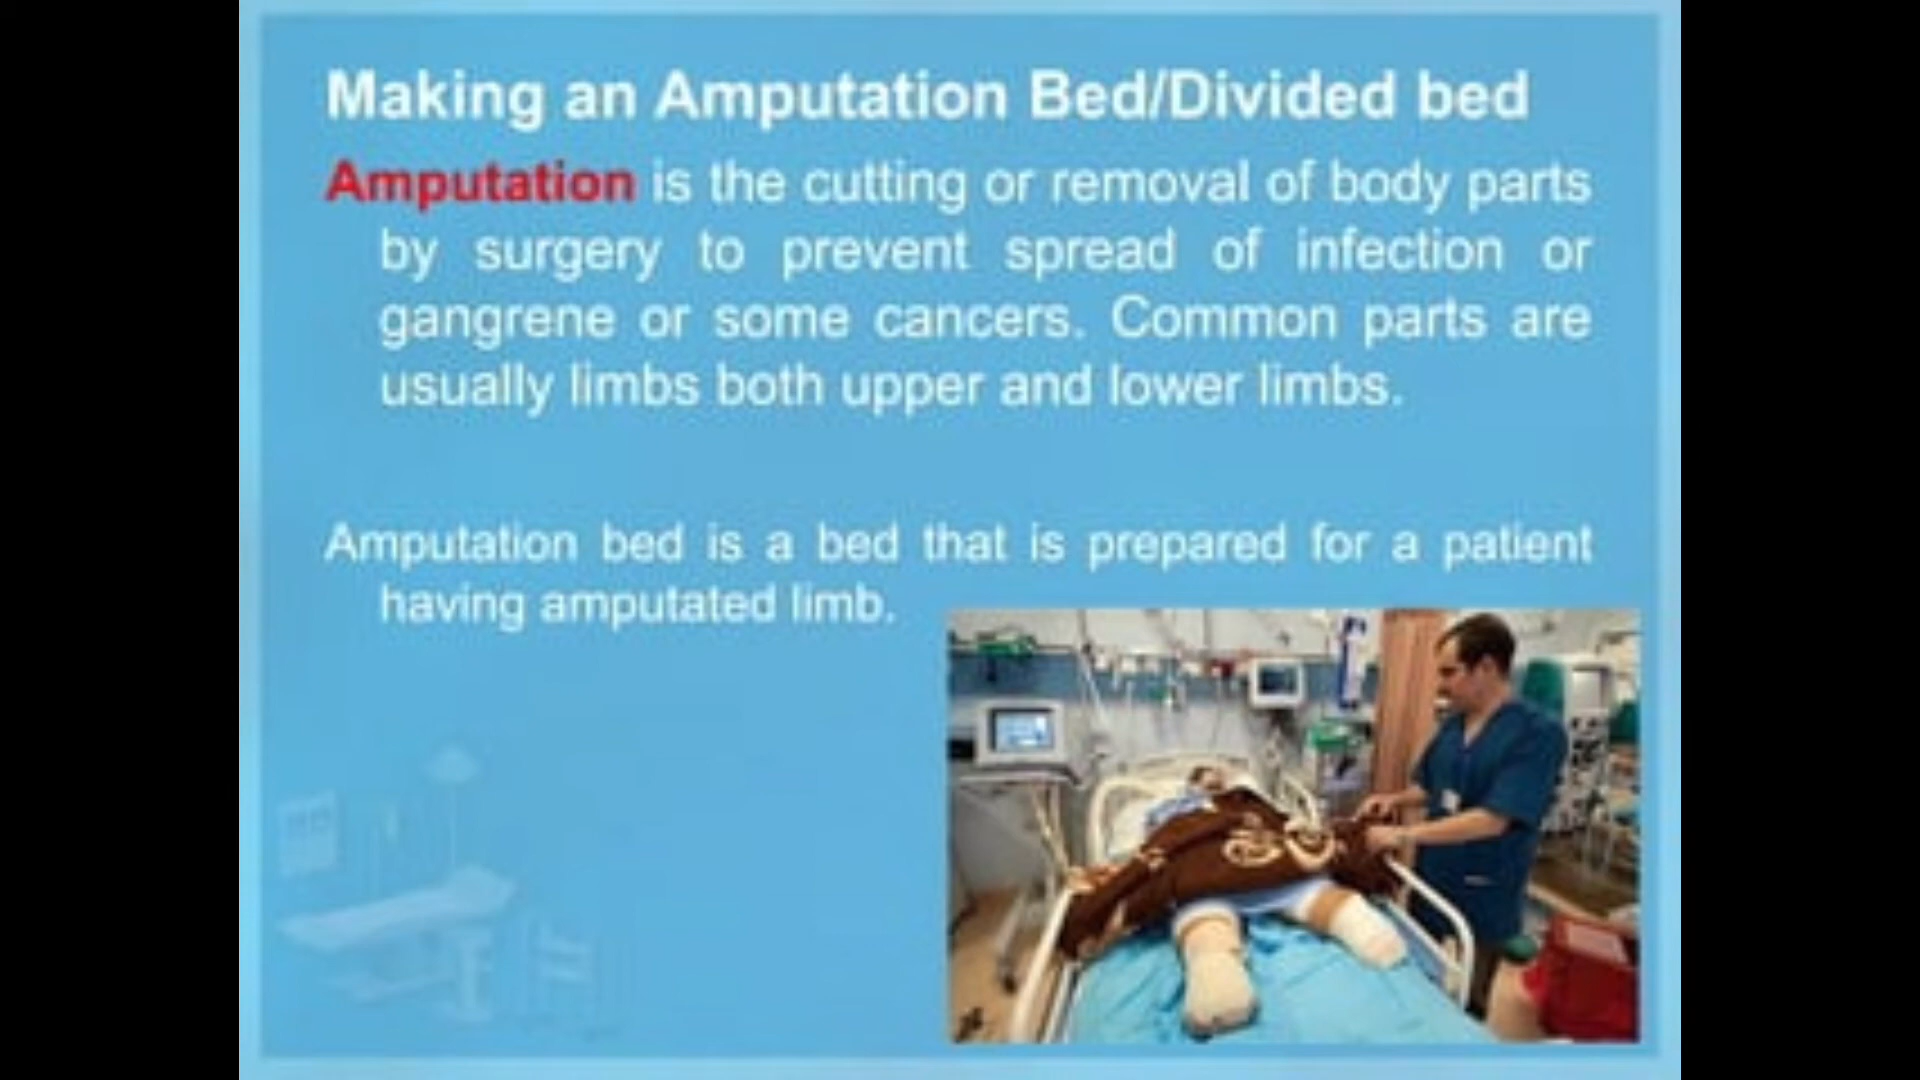 Making an Amputation Bed/Divided bed
Amputation is the cutting or removal of body parts
by surgery to prevent spread of infection or
gangrene or some cancers. Common parts are
usually limbs both upper and lower limbs.
Amputation bed is a bed that is prepared for a patient
having amputated limb.